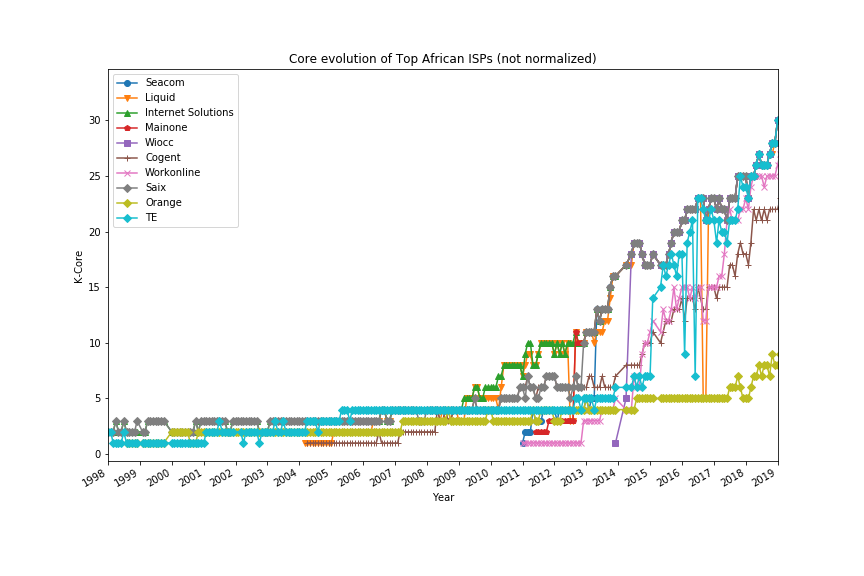 Core evolution of Top African ISPs (not normalized)
Seacom
Liquid
Internet Solutions
Mainone
Wiocc
Cogent
Workonline
Saix
Orange
TE
K-Core
30
25
20
15
10
5
0
1998 1999 2000 2001 2002 2003 2004 2005 2006 2007 2008 2009 2010 2011 2012 2013 2014 2015 2016 2017 2018 2019
Year